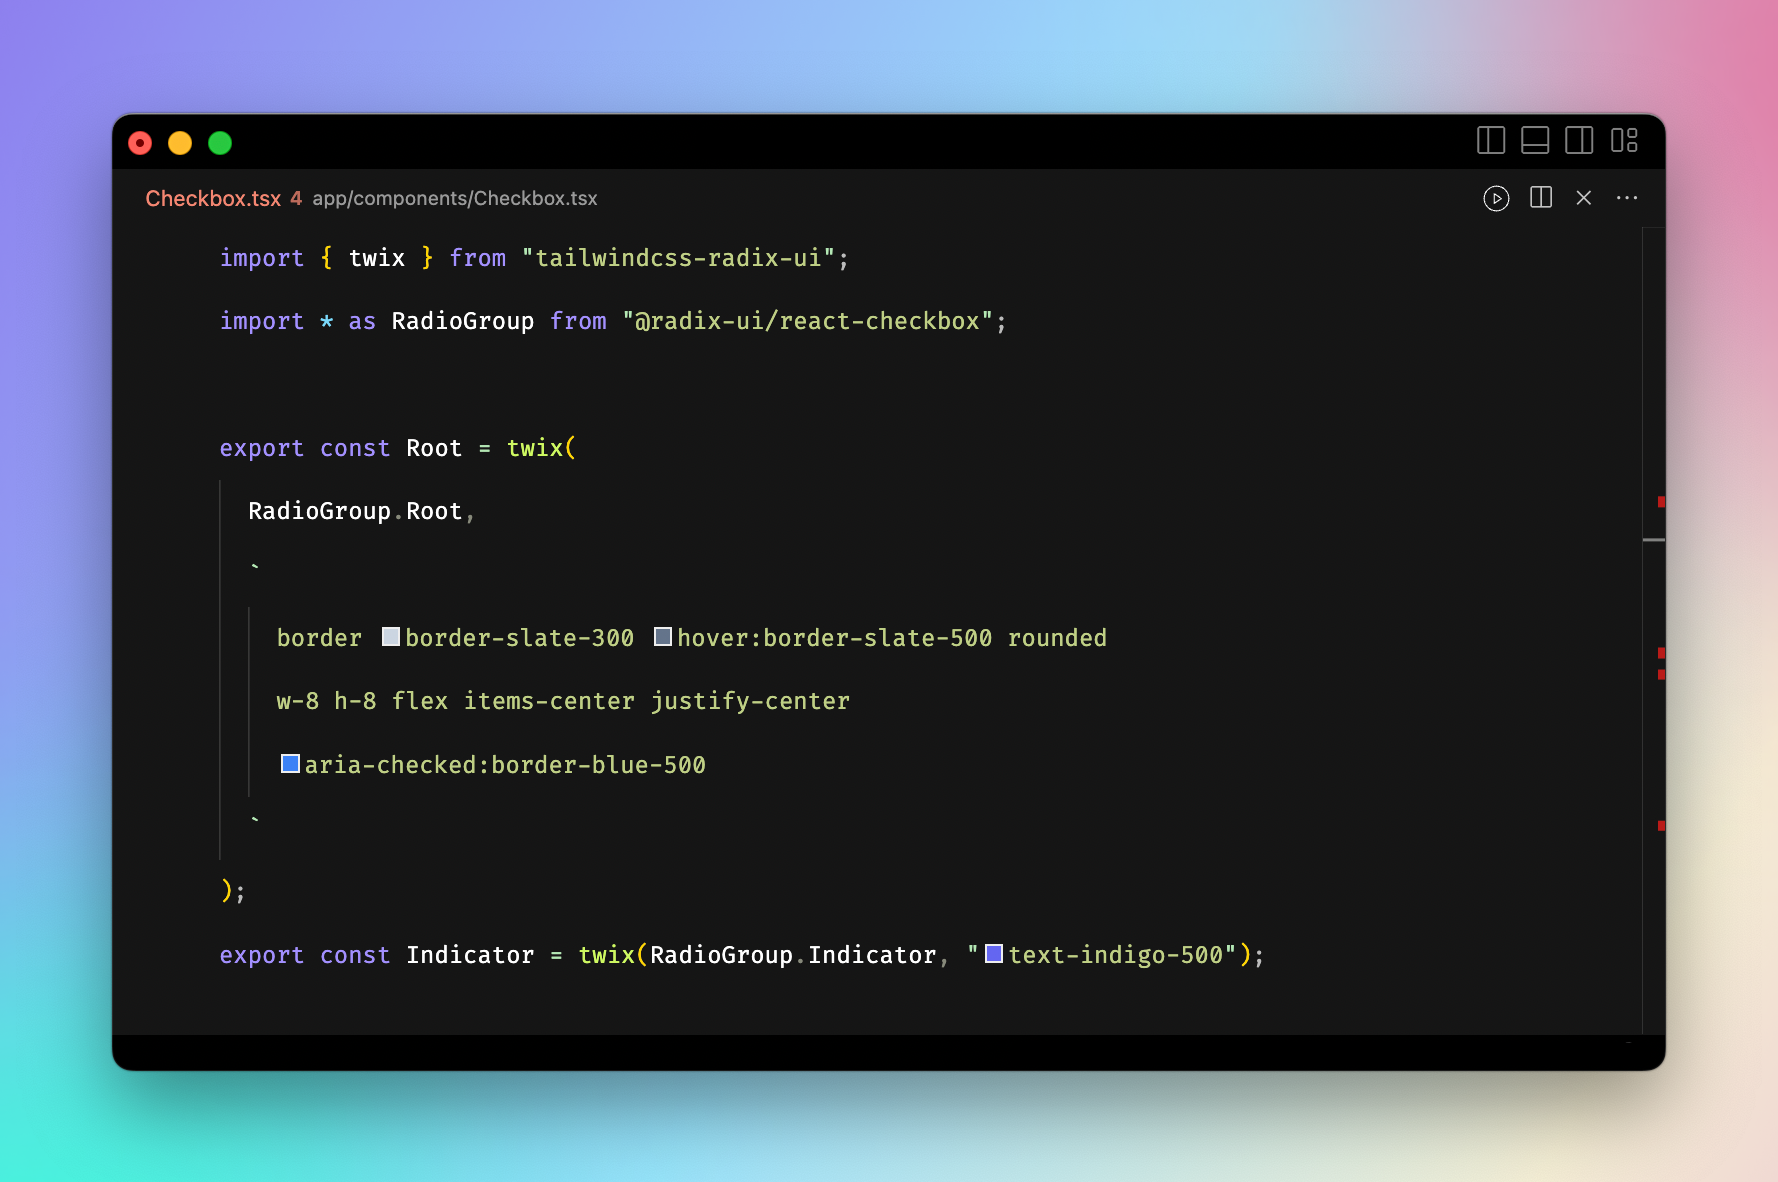 Checkbox.tsx 4 app/components/Checkbox.tsx
import { twix } from "tailwindcss-radix-ui";
import * as RadioGroup from "@radix-ui/react-checkbox";
export const Root = twix(
RadioGroup.Root,
`
border border-slate-300 hover:border-slate-500 rounded
w-8 h-8 flex items-center justify-center
aria-checked:border-blue-500
`
);
export const Indicator = twix(RadioGroup.Indicator, "text-indigo-500");